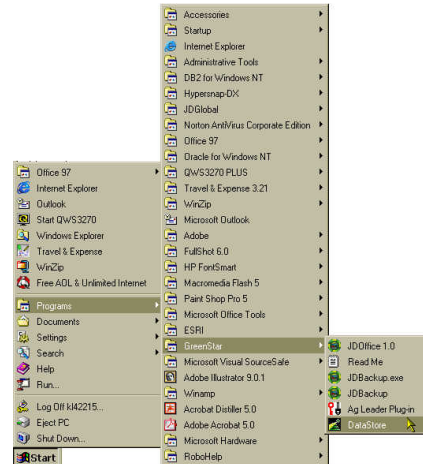 Accessories
Startup
Internet Explorer
Administrative Tools
DB2 for Windows NT
Hypersnap-DX
JDGlobal
Norton AntiVirus Corporate Edition
Office 97
Oracle for Windows NT
QWS3270 PLUS
Travel & Expense 3.21
WinZip
Microsoft Outlook
Adobe
FullShot 6.0
HP FontSmart
Macromedia Flash 5
Paint Shop Pro 5
Microsoft Office Tools
ESRI
GreenStar
Microsoft Visual SourceSafe
Adobe Illustrator 9.0.1
Winamp
Acrobat Distiller 5.0
Adobe Acrobat 5.0
Microsoft Hardware
RoboHelp
Office 97
Internet Explorer
Outlook
Start QWS3270
Windows Explorer
Travel & Expense
WinZip
Free AOL & Unlimited Internet
Programs
Documents
Settings
Search
Help
Run...
Log Off kl42215...
Eject PC
Shut Down...
Start
JDOffice 1.0
Read Me
JDBackup.exe
JDBackup
Ag Leader Plug-in
DataStore